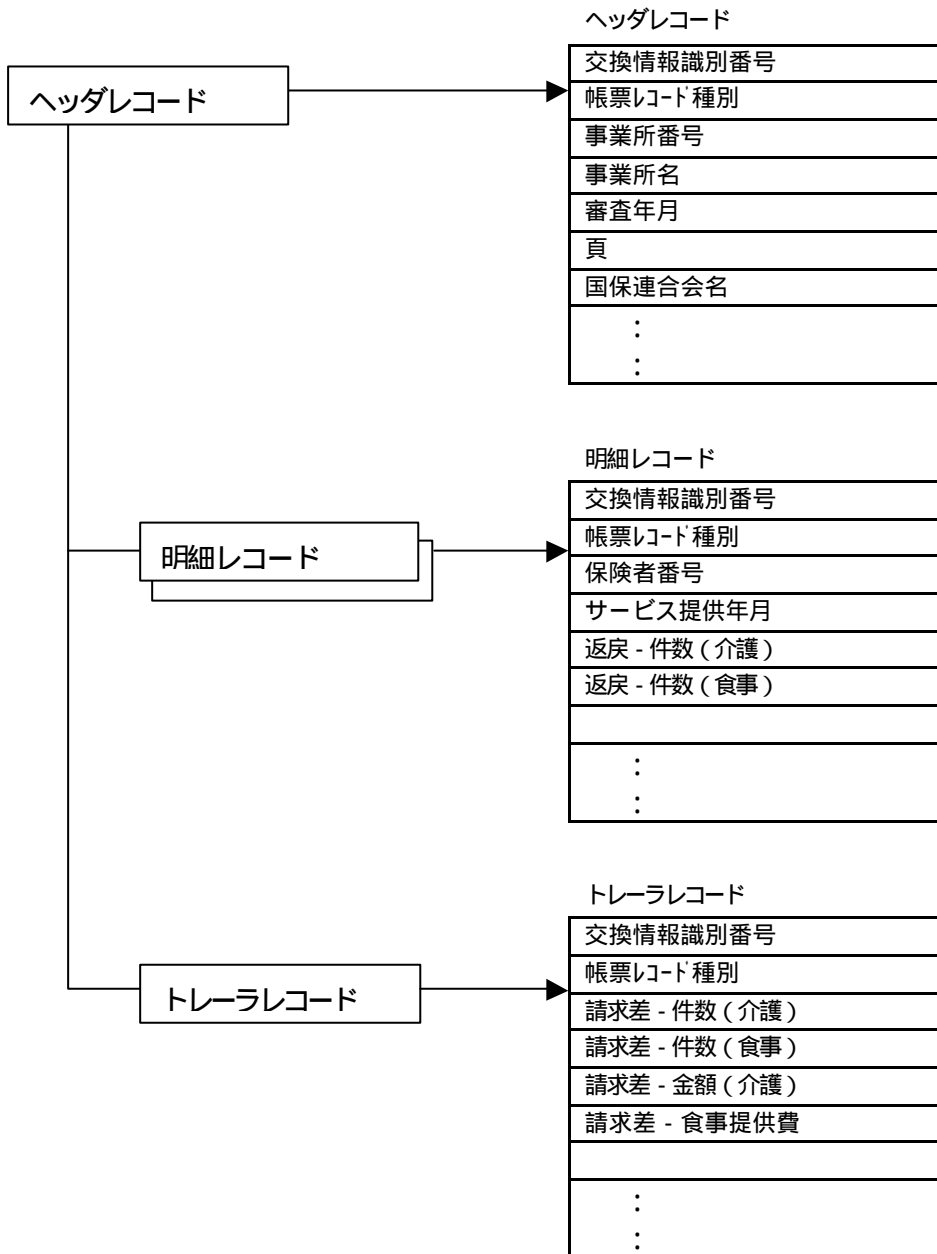 ヘッダレコード
ヘッダレコード
交換情報識別番号
帳票ﾚｺｰﾄﾞ種別
事業所番号
事業所名
審査年月
頁
国保連合会名
：
：
明細レコード
明細レコード
交換情報識別番号
帳票ﾚｺｰﾄﾞ種別
保険者番号
サービス提供年月
返戻 - 件数 ( 介護 )
返戻 - 件数 ( 食事 )
：
：
トレーラレコード
トレーラレコード
交換情報識別番号
帳票ﾚｺｰﾄﾞ種別
請求差 - 件数 ( 介護 )
請求差 - 件数 ( 食事 )
請求差 - 金額 ( 介護 )
請求差 - 食事提供費
：
：